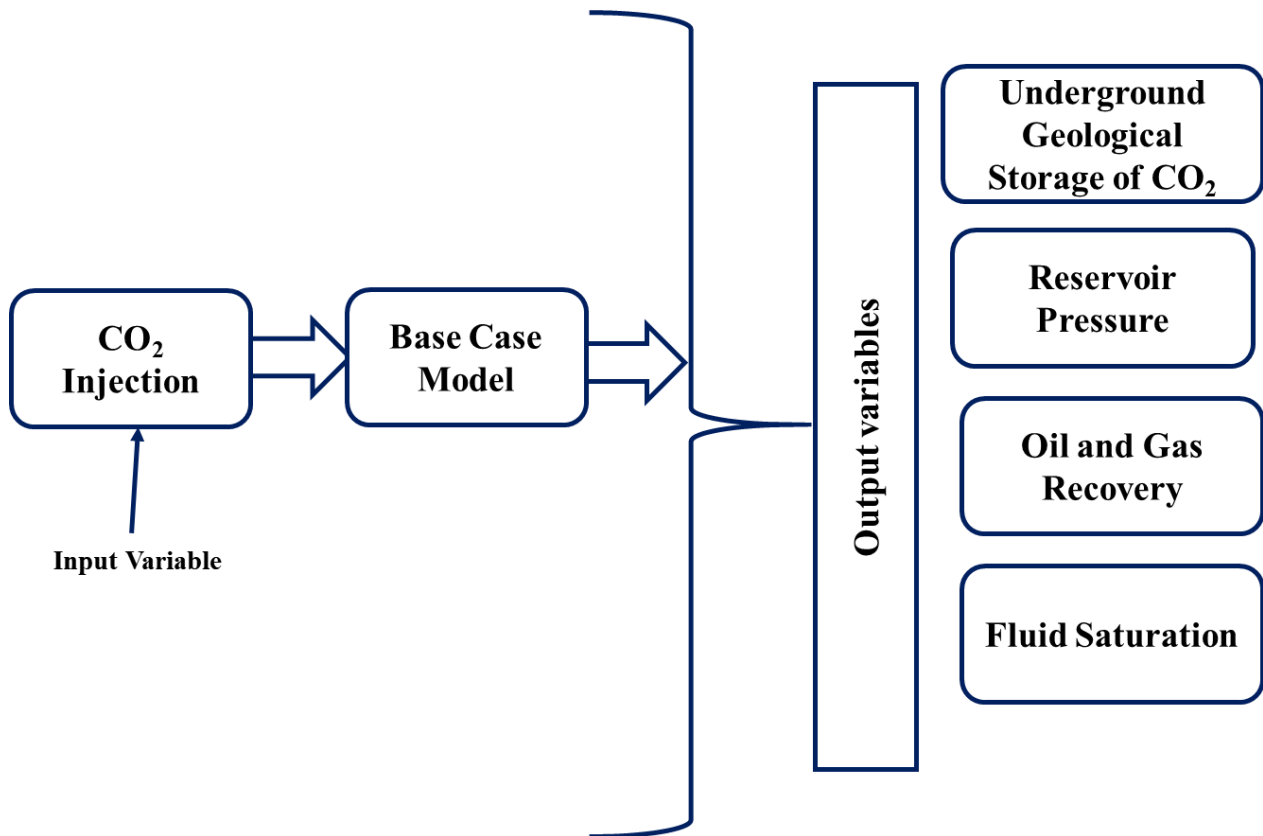 CO₂
Injection
Input Variable
Base Case
Model
Output variables
Underground
Geological
Storage of CO₂
Reservoir
Pressure
Oil and Gas
Recovery
Fluid Saturation